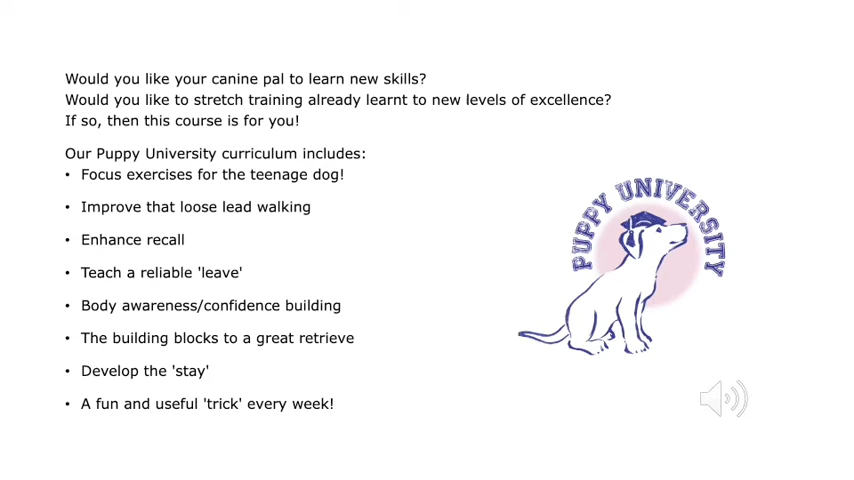 Would you like your canine pal to learn new skills?
Would you like to stretch training already learnt to new levels of excellence?
If so, then this course is for you!
Our Puppy University curriculum includes:
• Focus exercises for the teenage dog!
• Improve that loose lead walking
• Enhance recall
• Teach a reliable 'leave'
• Body awareness/confidence building
• The building blocks to a great retrieve
• Develop the 'stay'
• A fun and useful 'trick' every week!
PUPPY UNIVERSITY